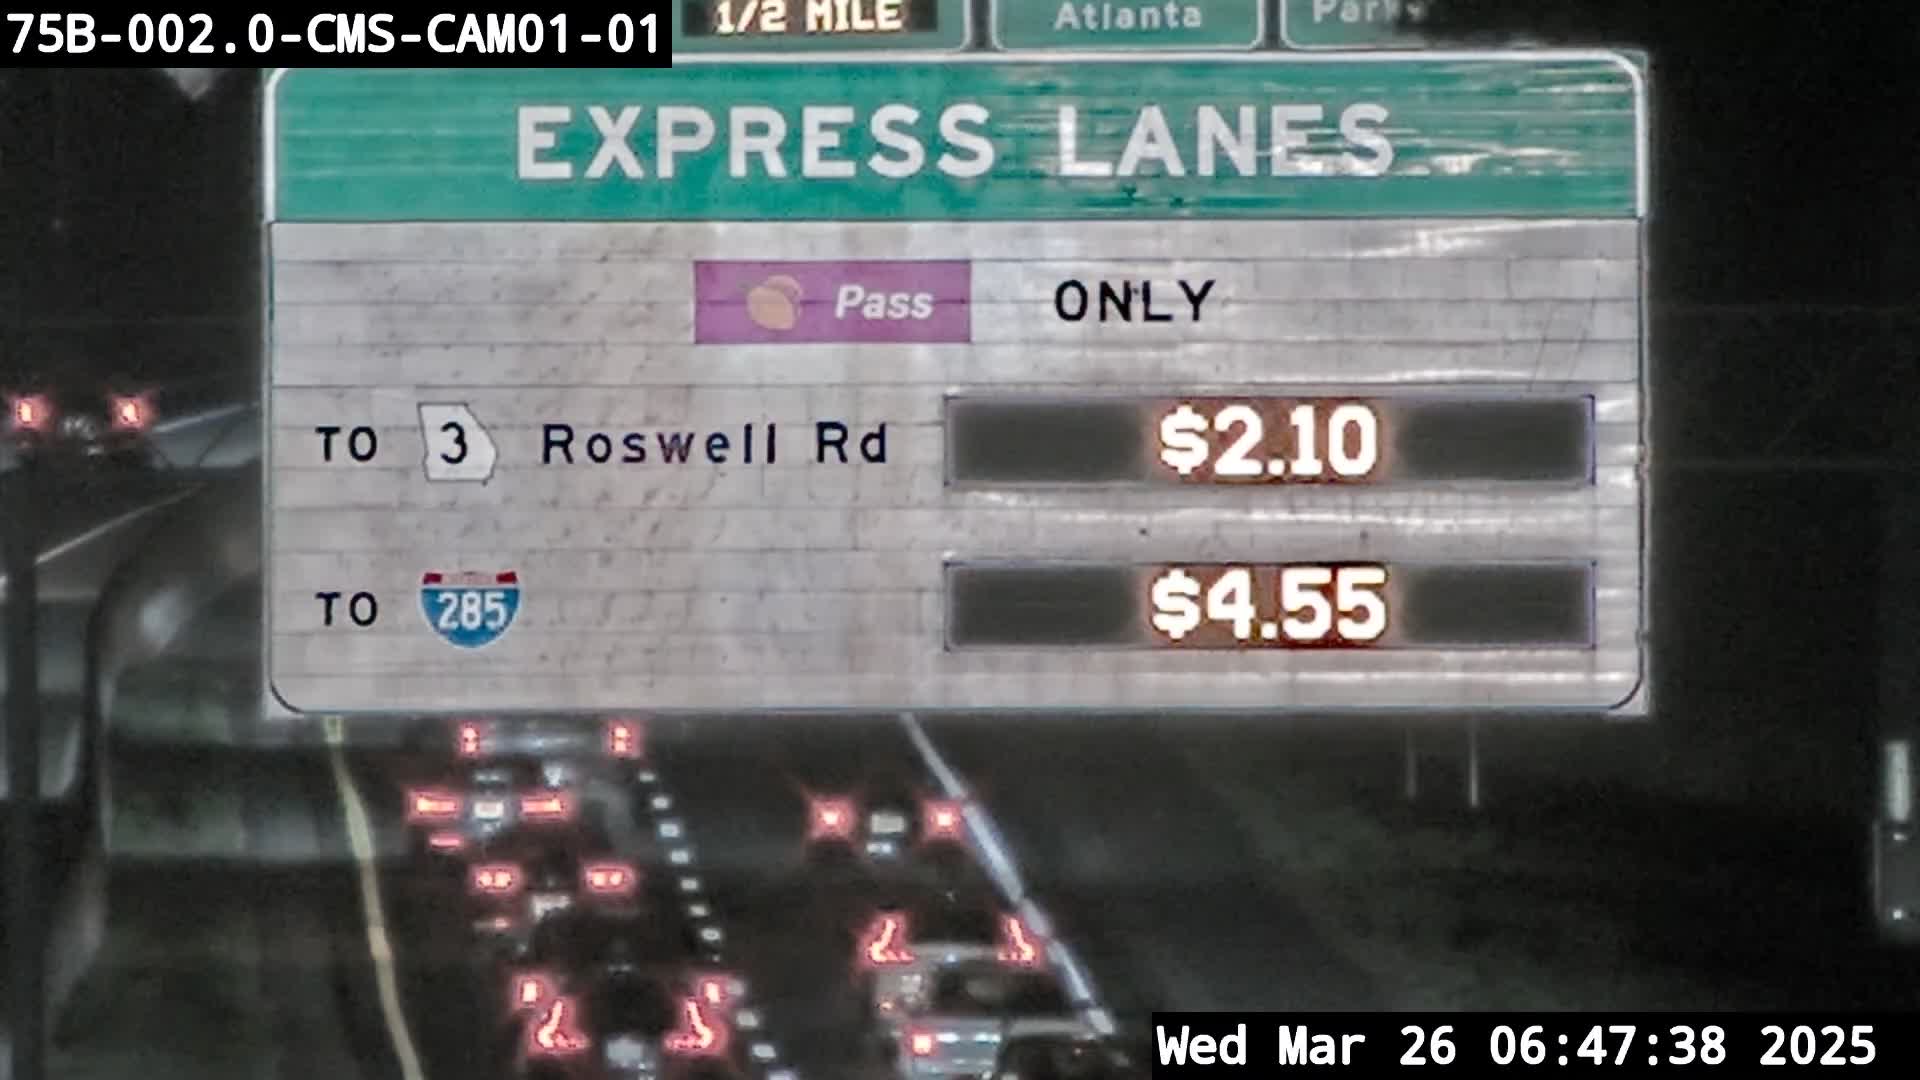 75B-002.0-CMS-CAM01-01
1/2 MILE
Atlanta
EXPRESS LANES
Pass ONLY
TO 3 Roswell Rd $2.10
TO 285 $4.55
Wed Mar 26 06:47:38 2025